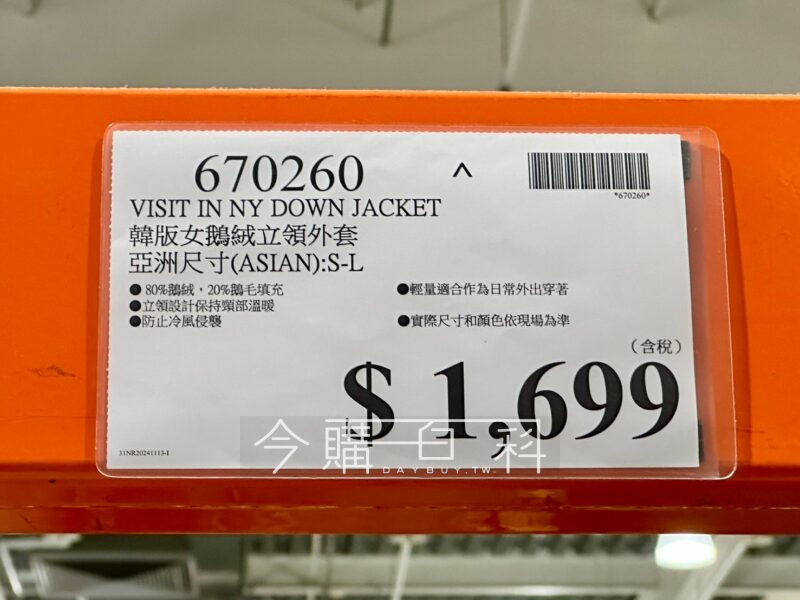 670260
^
*670260*
VISIT IN NY DOWN JACKET
韓版女鵝絨立領外套
亞洲尺寸(ASIAN):S-L
●80%鵝絨，20%鵝毛填充
●輕量適合作為日常外出穿著
●立領設計保持頸部溫暖
●防止冷風侵襲
●實際尺寸和顏色依現場為準
（含稅）
$ 1,699
今購百科
DAYBUY.TW
31NR20241113-I